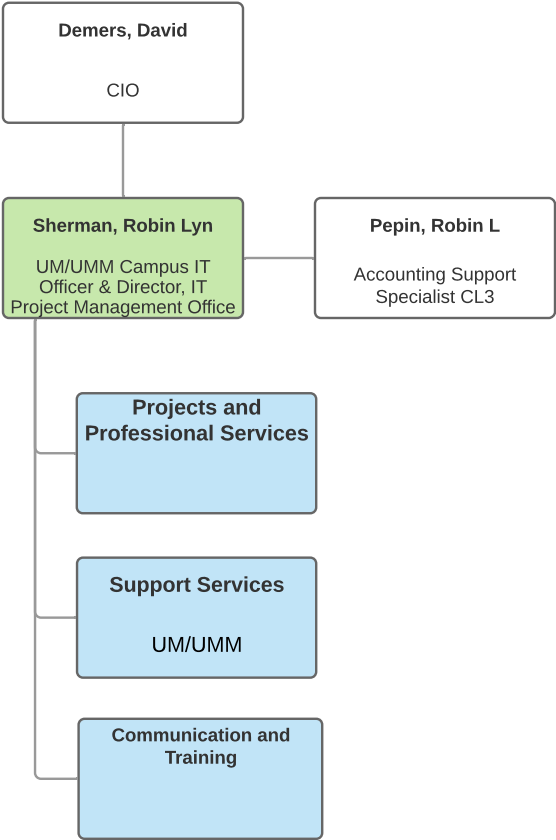 Demers, David
CIO
Sherman, Robin Lyn
UM/UMM Campus IT
Officer & Director, IT
Project Management Office
Pepin, Robin L
Accounting Support
Specialist CL3
Projects and
Professional Services
Support Services
UM/UMM
Communication and
Training